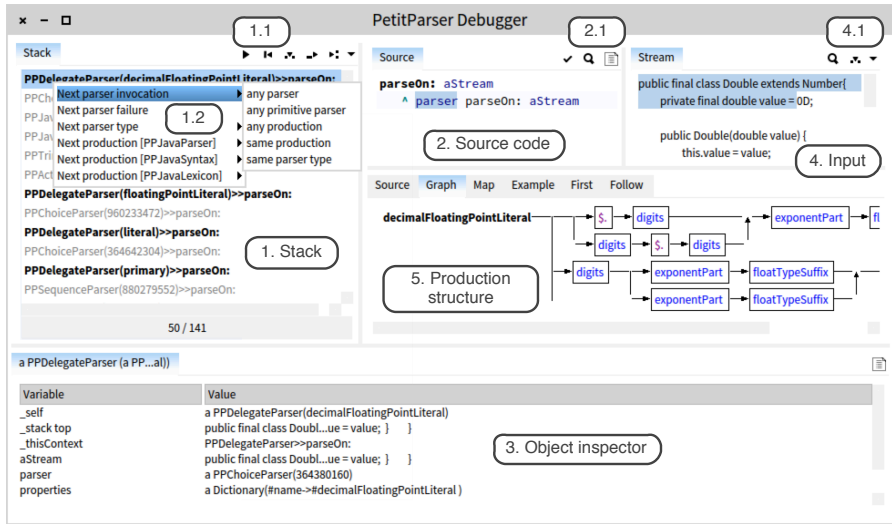 PetitParser Debugger
1.1
2.1
4.1
Stack
PPDelegateParser(decimalFloatingPointLiteral)>>parseOn:
PPCh
PPJav
PPJav
PPTri
PPAct
Next parser invocation
Next parser failure
Next parser type
Next production [PPJavaParser]
Next production [PPJavaSyntax]
Next production [PPJavaLexicon]
1.2
any parser
any primitive parser
any production
same production
same parser type
PPDelegateParser(floatingPointLiteral)>>parseOn:
PPChoiceParser(960233472)>>parseOn:
PPDelegateParser(literal)>>parseOn:
PPChoiceParser(364642304)>>parseOn:
PPDelegateParser(primary)>>parseOn:
PPSequenceParser(880279552)>>parseOn:
1. Stack
50 / 141
Source
parseOn: aStream
^ parser parseOn: aStream
2. Source code
Stream
public final class Double extends Number{
private final double value = 0D;
public Double(double value) {
this.value = value;
4. Input
Source Graph Map Example First Follow
decimalFloatingPointLiteral
$. digits exponentPart fl
digits $. digits
digits exponentPart floatTypeSuffix
exponentPart floatTypeSuffix
5. Production
structure
a PPDelegateParser (a PP...al))
Variable Value
_self a PPDelegateParser(decimalFloatingPointLiteral)
_stack top public final class Doubl...ue = value; } }
_thisContext PPDelegateParser>>parseOn:
aStream public final class Doubl...ue = value; } }
parser a PPChoiceParser(364380160)
properties a Dictionary(#name->#decimalFloatingPointLiteral )
3. Object inspector